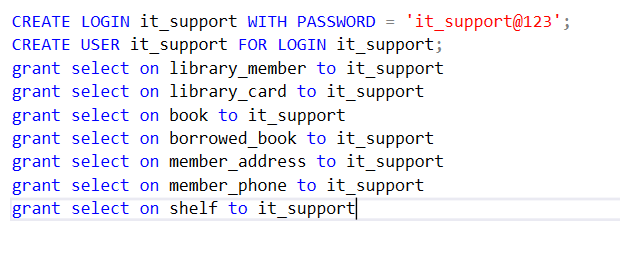 CREATE LOGIN it_support WITH PASSWORD = 'it_support@123';
CREATE USER it_support FOR LOGIN it_support;
grant select on library_member to it_support
grant select on library_card to it_support
grant select on book to it_support
grant select on borrowed_book to it_support
grant select on member_address to it_support
grant select on member_phone to it_support
grant select on shelf to it_support